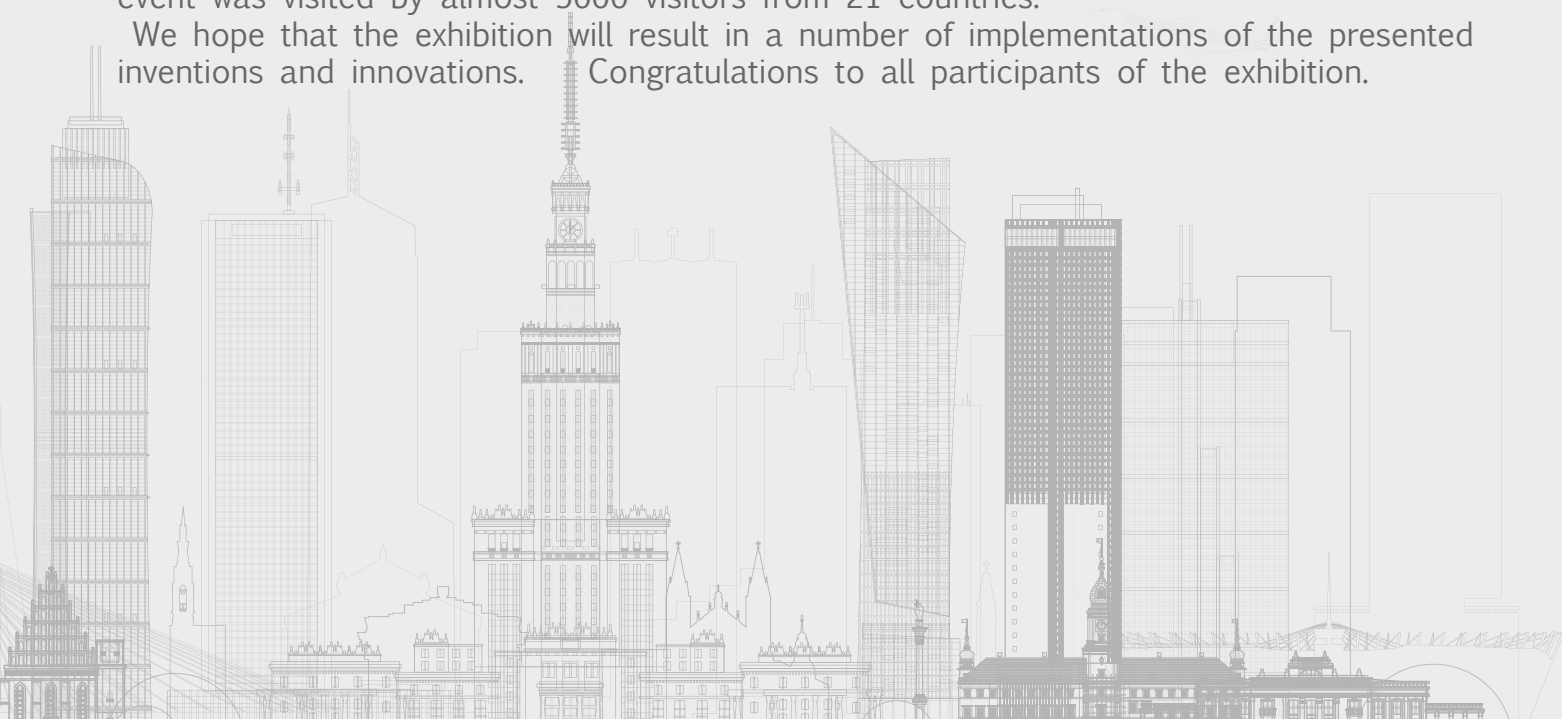 event was visited by almost 5000 visitors from 21 countries.
We hope that the exhibition will result in a number of implementations of the presented
inventions and innovations. Congratulations to all participants of the exhibition.